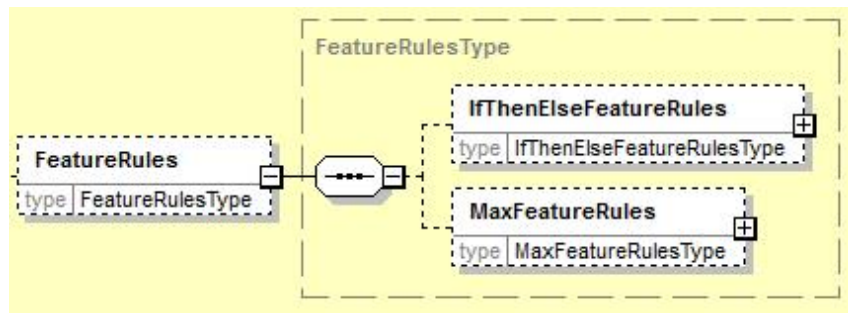 FeatureRulesType
IfThenElseFeatureRules
type IfThenElseFeatureRulesType
FeatureRules
type FeatureRulesType
MaxFeatureRules
type MaxFeatureRulesType